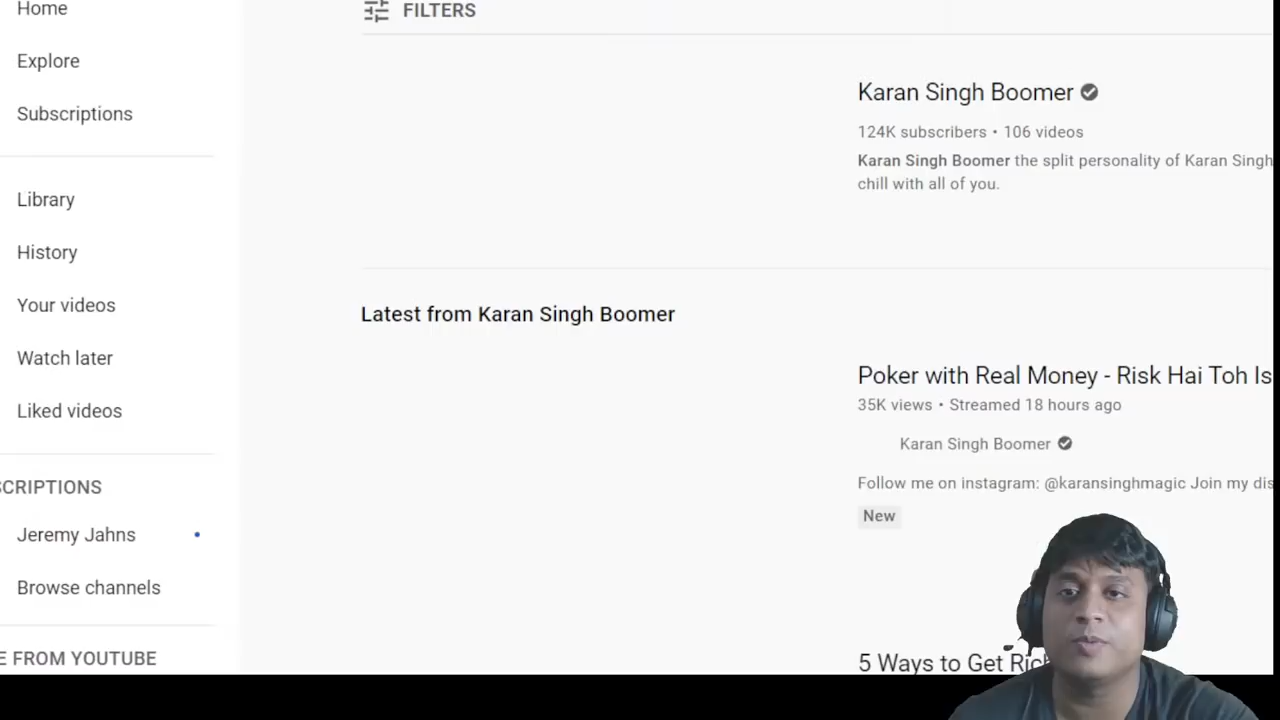 Home
Explore
Subscriptions
Library
History
Your videos
Watch later
Liked videos
SCRIPTIONS
Jeremy Jahns
Browse channels
E FROM YOUTUBE
FILTERS
Karan Singh Boomer
124K subscribers • 106 videos
Karan Singh Boomer the split personality of Karan Singh
chill with all of you.
Latest from Karan Singh Boomer
Poker with Real Money - Risk Hai Toh Is
35K views • Streamed 18 hours ago
Karan Singh Boomer
Follow me on instagram: @karansinghmagic Join my dis
New
5 Ways to Get Rich